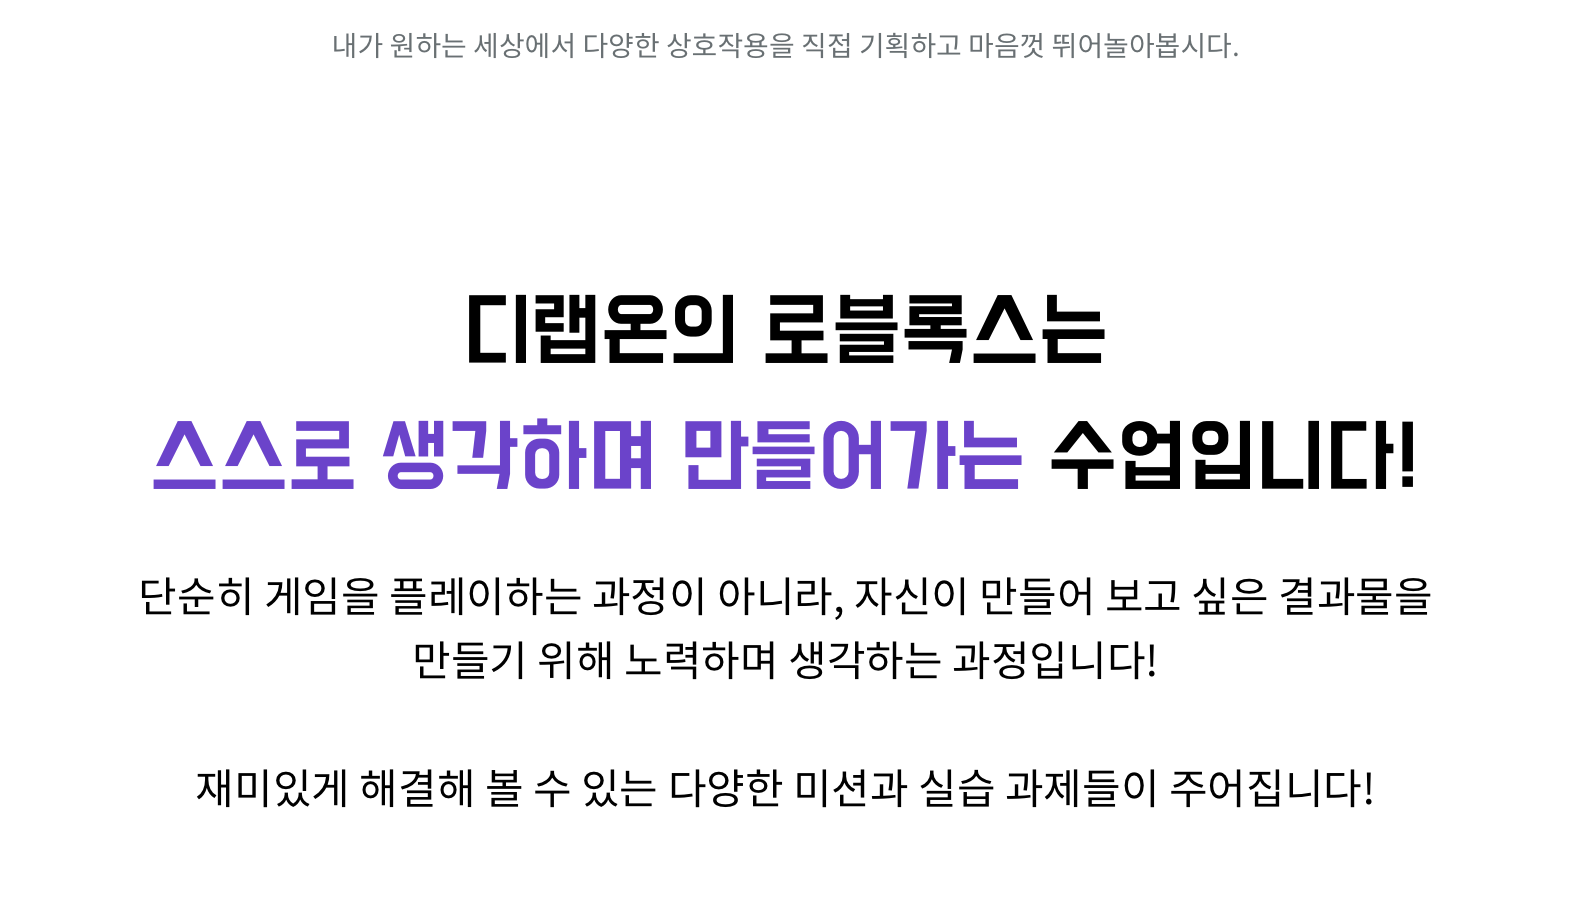 내가 원하는 세상에서 다양한 상호작용을 직접 기획하고 마음껏 뛰어놀아봅시다.
디랩온의 로블록스는
스스로 생각하며 만들어가는 수업입니다!
단순히 게임을 플레이하는 과정이 아니라, 자신이 만들어 보고 싶은 결과물을
만들기 위해 노력하며 생각하는 과정입니다!
재미있게 해결해 볼 수 있는 다양한 미션과 실습 과제들이 주어집니다!